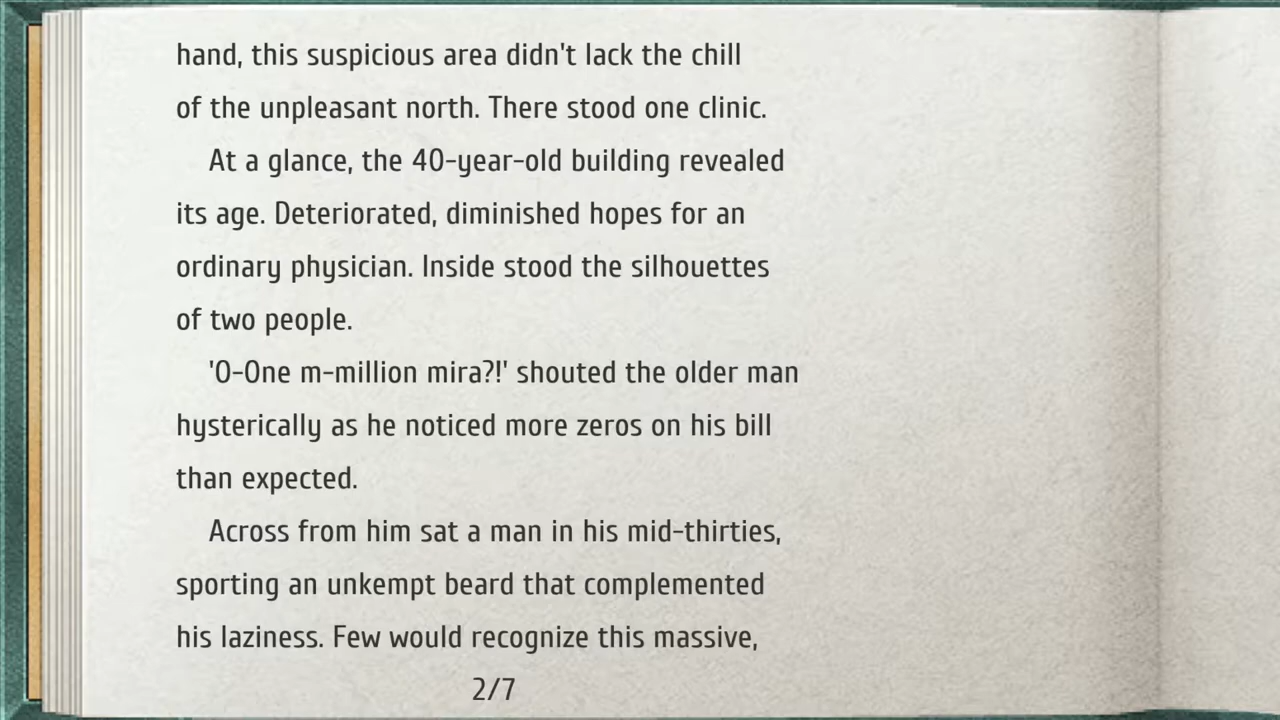 hand, this suspicious area didn't lack the chill
of the unpleasant north. There stood one clinic.
At a glance, the 40-year-old building revealed
its age. Deteriorated, diminished hopes for an
ordinary physician. Inside stood the silhouettes
of two people.
'O-One m-million mira?!' shouted the older man
hysterically as he noticed more zeros on his bill
than expected.
Across from him sat a man in his mid-thirties,
sporting an unkempt beard that complemented
his laziness. Few would recognize this massive,
2/7